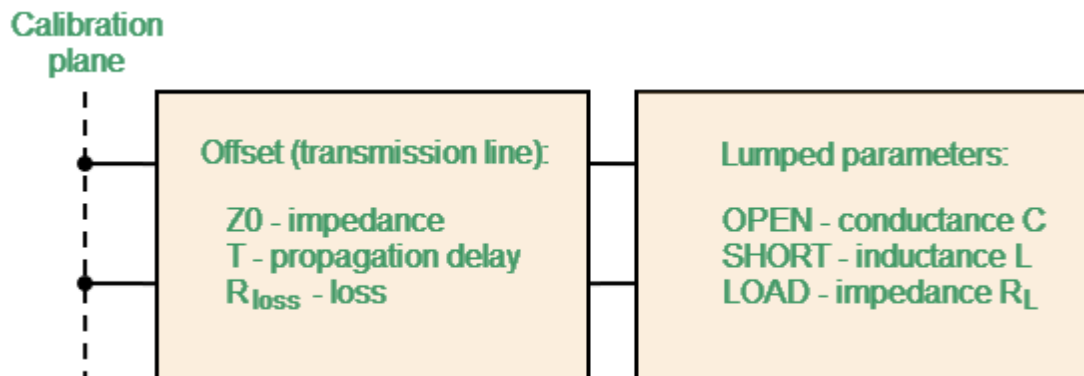 Calibration
plane
Offset (transmission line):
Z0 - impedance
T - propagation delay
Rloss - loss
Lumped parameters:
OPEN - conductance C
SHORT - inductance L
LOAD - impedance RL